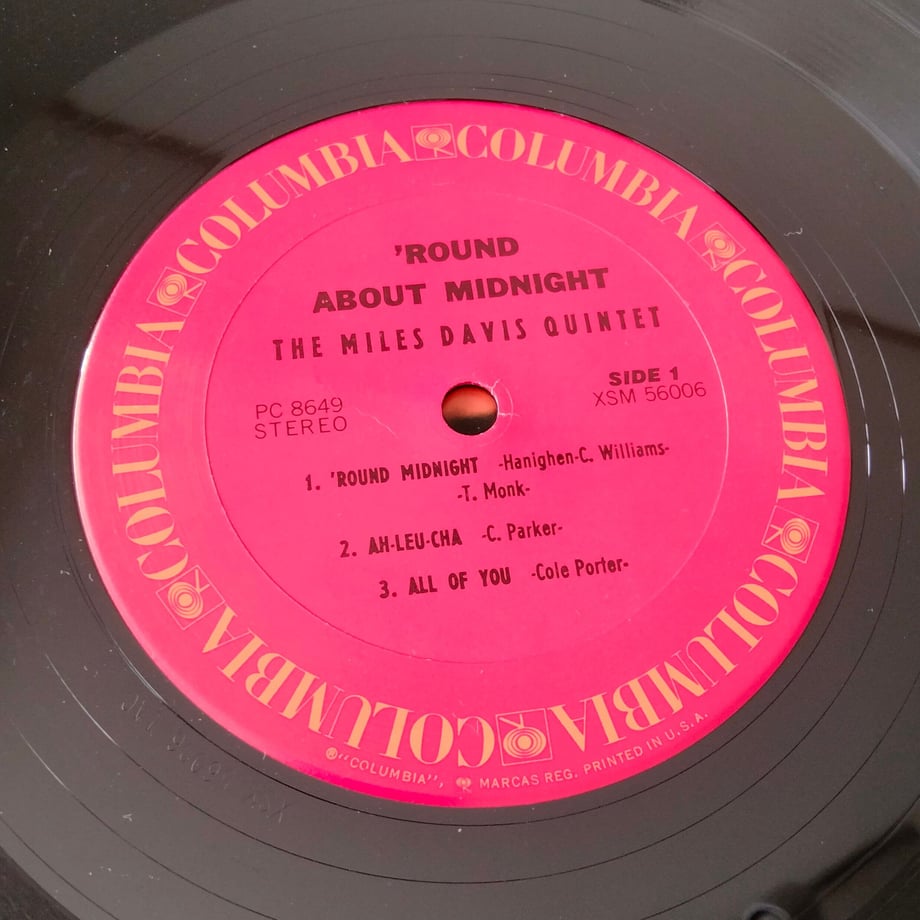 COLUMBIA COLUMBIA COLUMBIA COLUMBIA COLUMBIA COLUMBIA
'ROUND
ABOUT MIDNIGHT
THE MILES DAVIS QUINTET
PC 8649
STEREO
SIDE 1
XSM 56006
1. 'ROUND MIDNIGHT -Hanighen-C. Williams-
-T. Monk-
2. AH-LEU-CHA -C. Parker-
3. ALL OF YOU -Cole Porter-
®"COLUMBIA", MARCAS REG. PRINTED IN U.S.A.